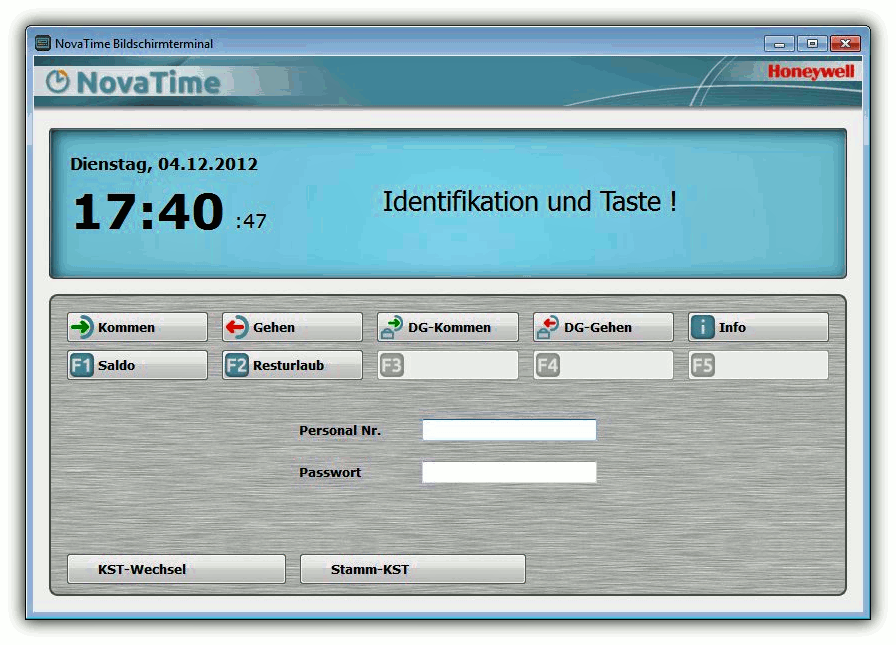 NovaTime Bildschirmterminal
NovaTime
Honeywell
Dienstag, 04.12.2012
17:40 :47
Identifikation und Taste !
Kommen
Gehen
DG-Kommen
DG-Gehen
i Info
F1 Saldo
F2 Resturlaub
F3
F4
F5
Personal Nr.
Passwort
KST-Wechsel
Stamm-KST